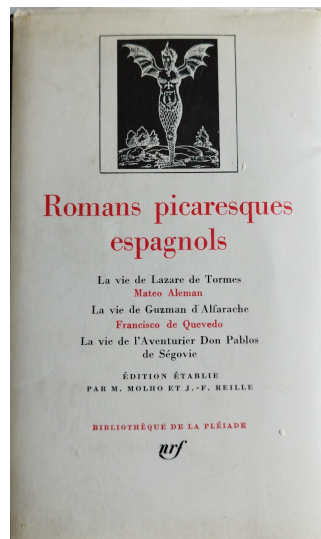 Romans picaresques
espagnols
La vie de Lazare de Tormes
Mateo Aleman
La vie de Guzman d'Alfarache
Francisco de Quevedo
La vie de l'Aventurier Don Pablos
de Ségovie
ÉDITION ÉTABLIE
PAR M. MOLHO ET J.-F. REILLE
BIBLIOTHÈQUE DE LA PLÉIADE
nrf